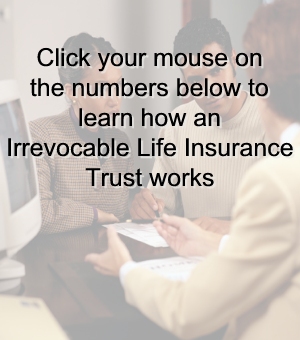 Click your mouse on
the numbers below to
learn how an
Irrevocable Life Insurance
Trust works